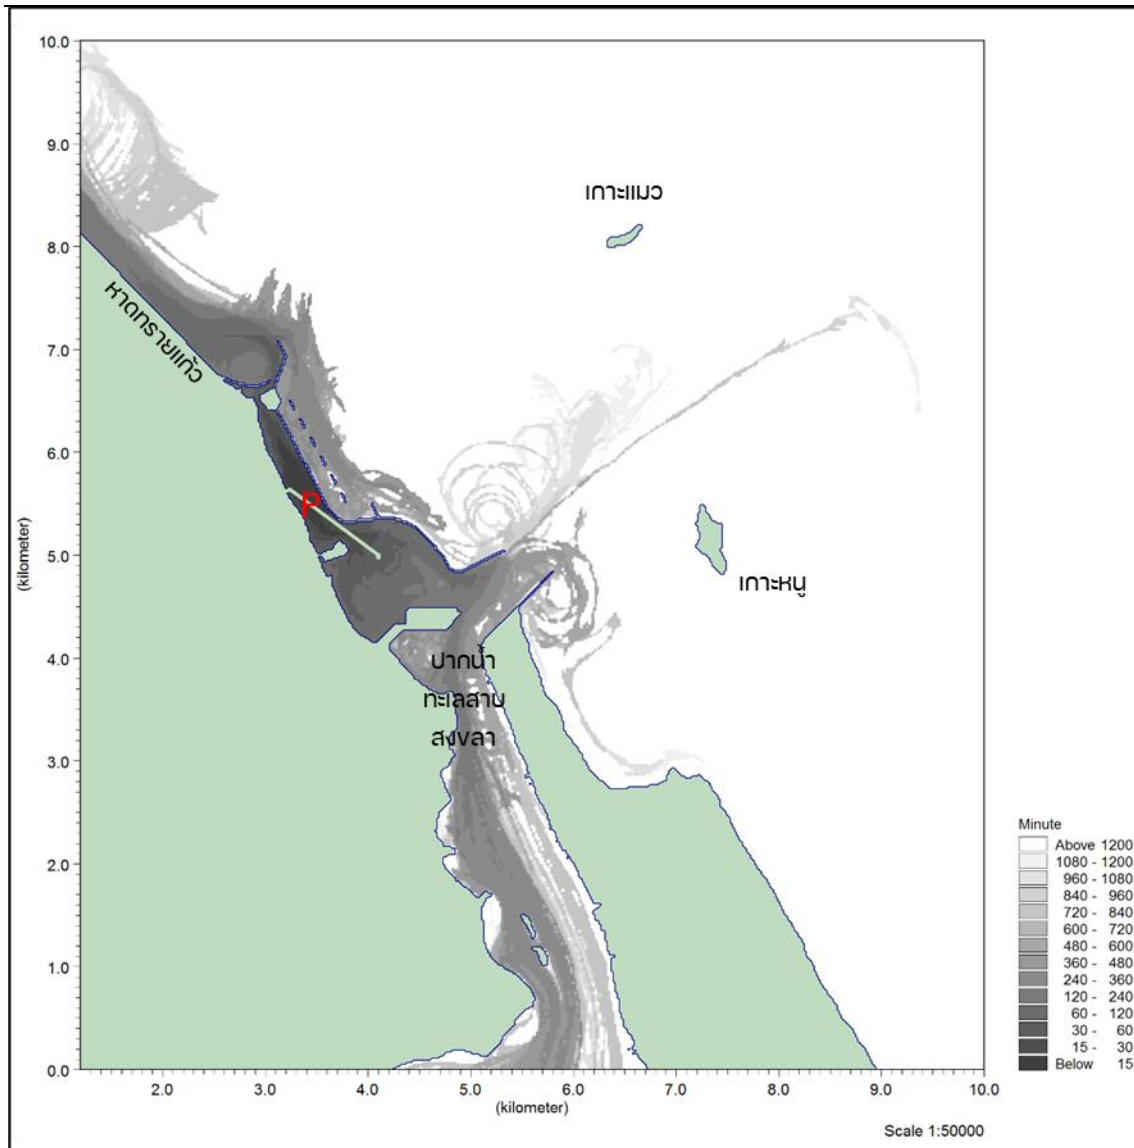 10.0
9.0
8.0
7.0
6.0
5.0
4.0
3.0
2.0
1.0
0.0
(kilometer)
เกาะแมว
หาดทรายแก้ว
P
เกาะหนู
ปากน้ำ
ทะเลสาบ
สงขลา
2.0 3.0 4.0 5.0 6.0 7.0 8.0 9.0 10.0
(kilometer)
Scale 1:50000
Minute
Above 1200
1080 - 1200
960 - 1080
840 - 960
720 - 840
600 - 720
480 - 600
360 - 480
240 - 360
120 - 240
60 - 120
30 - 60
15 - 30
Below 15